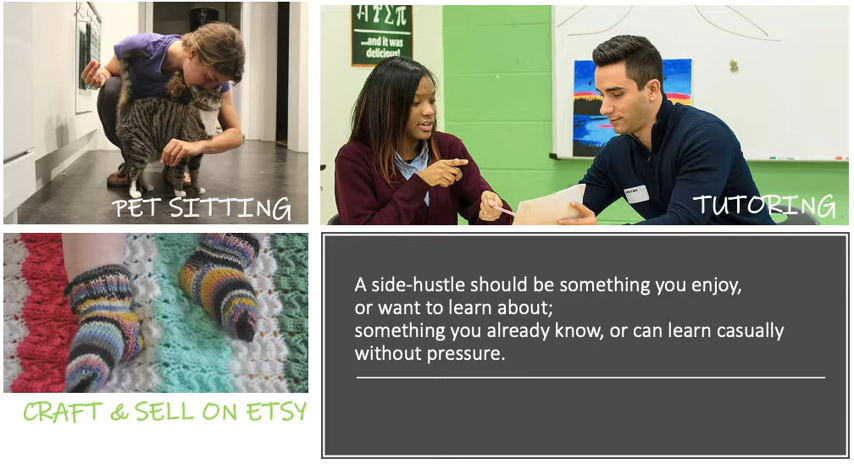 ΑΡΣΠ
...and it was
delicious!
PET SITTING
TUTORING
CRAFT & SELL ON ETSY
A side-hustle should be something you enjoy,
or want to learn about;
something you already know, or can learn casually
without pressure.